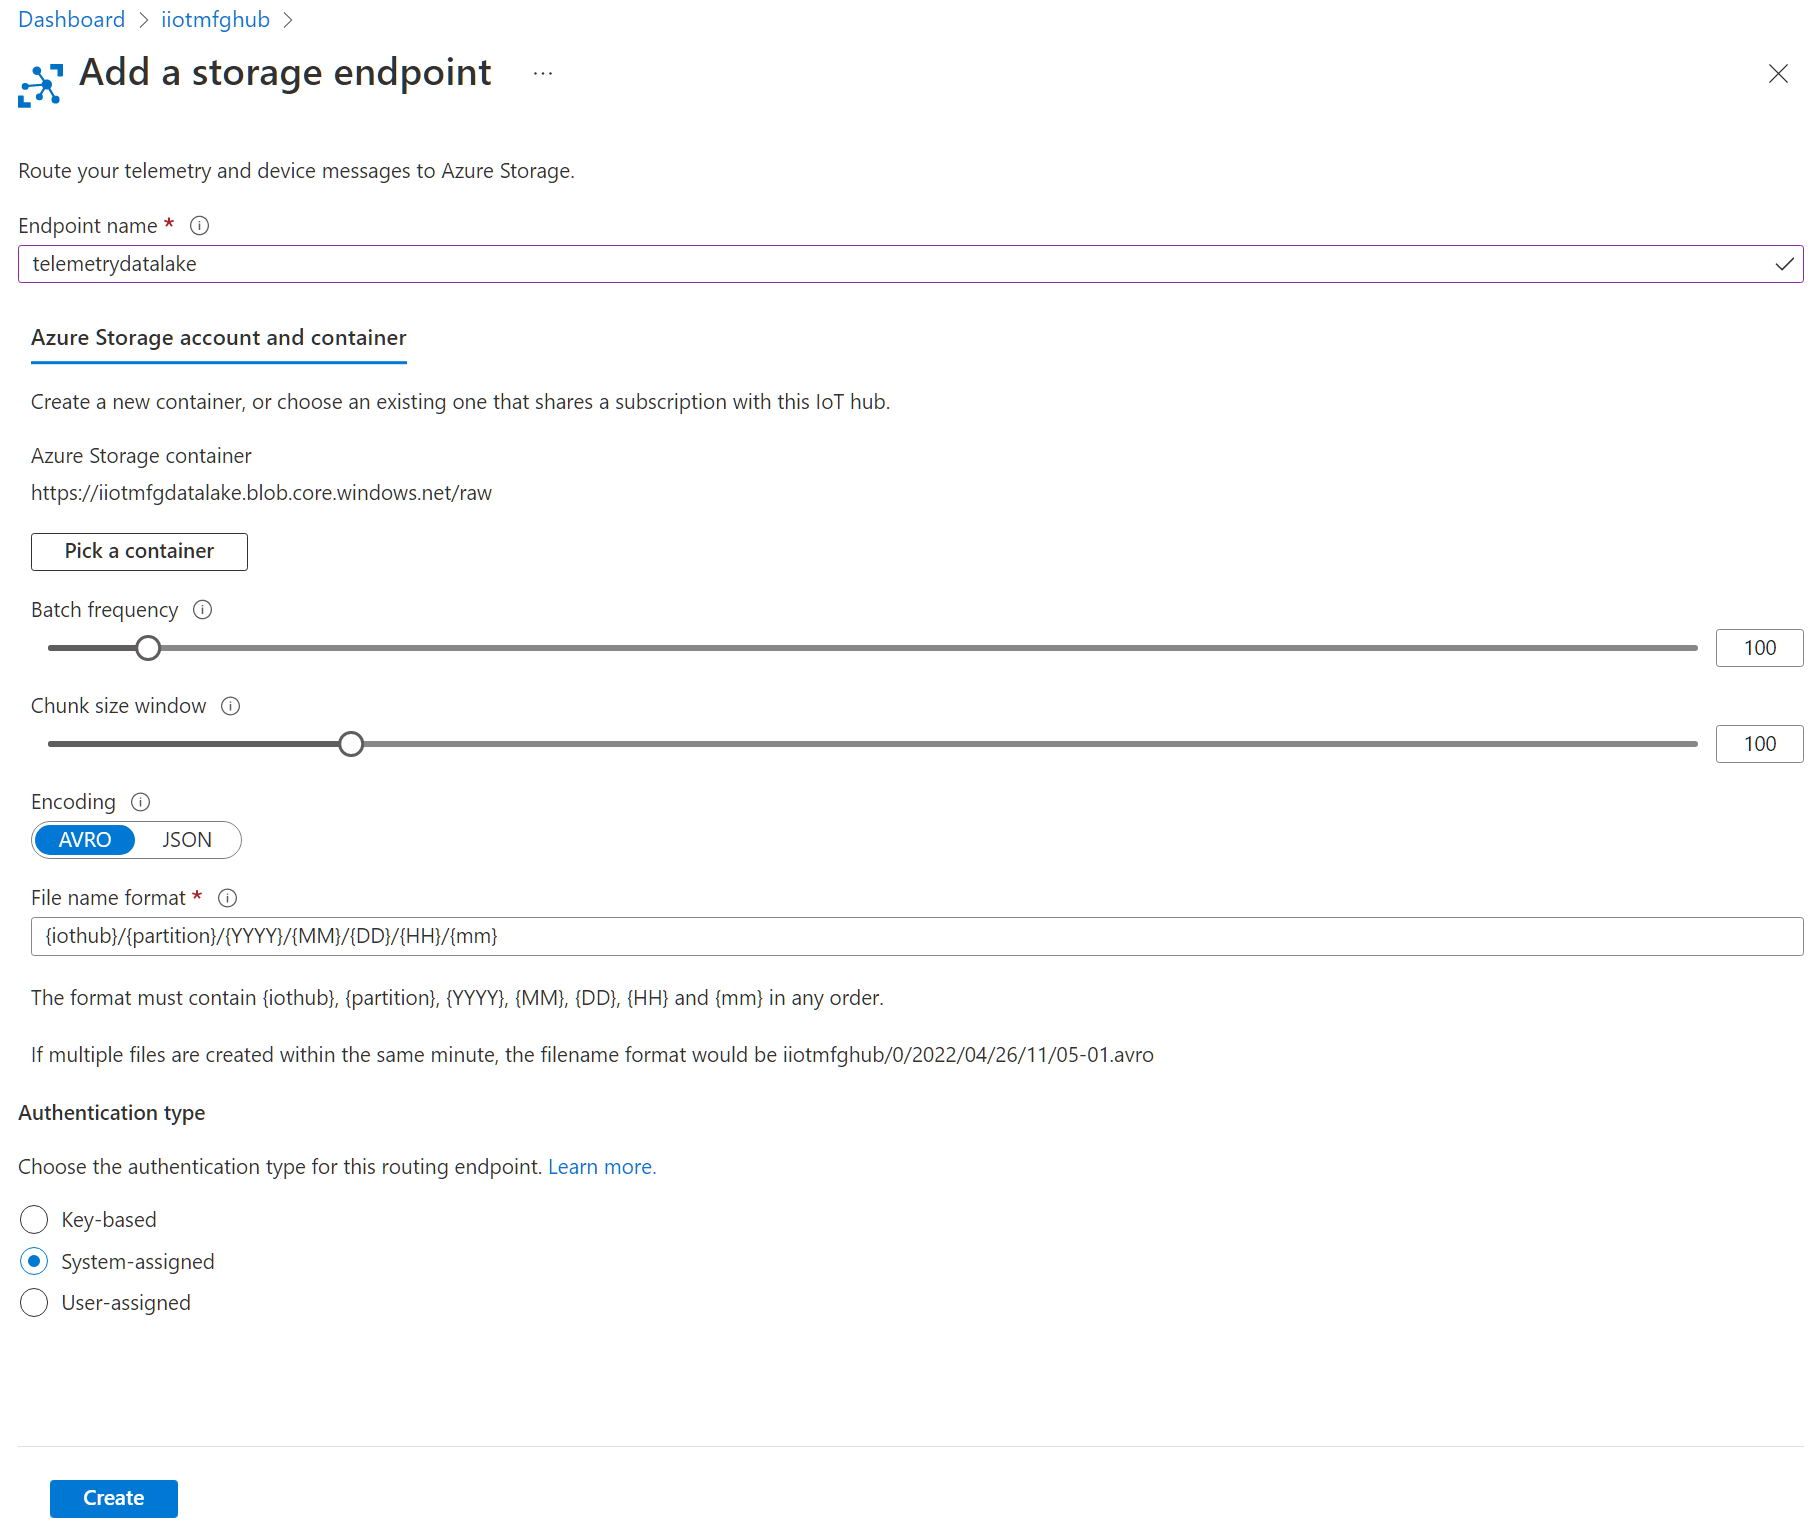 Dashboard > iiotmfghub >
Add a storage endpoint ...
Route your telemetry and device messages to Azure Storage.
Endpoint name *
telemetrydatalake
Azure Storage account and container
Create a new container, or choose an existing one that shares a subscription with this IoT hub.
Azure Storage container
https://iiotmfgdatalake.blob.core.windows.net/raw
Pick a container
Batch frequency
100
Chunk size window
100
Encoding
AVRO JSON
File name format *
{iothub}/{partition}/{YYYY}/{MM}/{DD}/{HH}/{mm}
The format must contain {iothub}, {partition}, {YYYY}, {MM}, {DD}, {HH} and {mm} in any order.
If multiple files are created within the same minute, the filename format would be iiotmfghub/0/2022/04/26/11/05-01.avro
Authentication type
Choose the authentication type for this routing endpoint. Learn more.
Key-based
System-assigned
User-assigned
Create